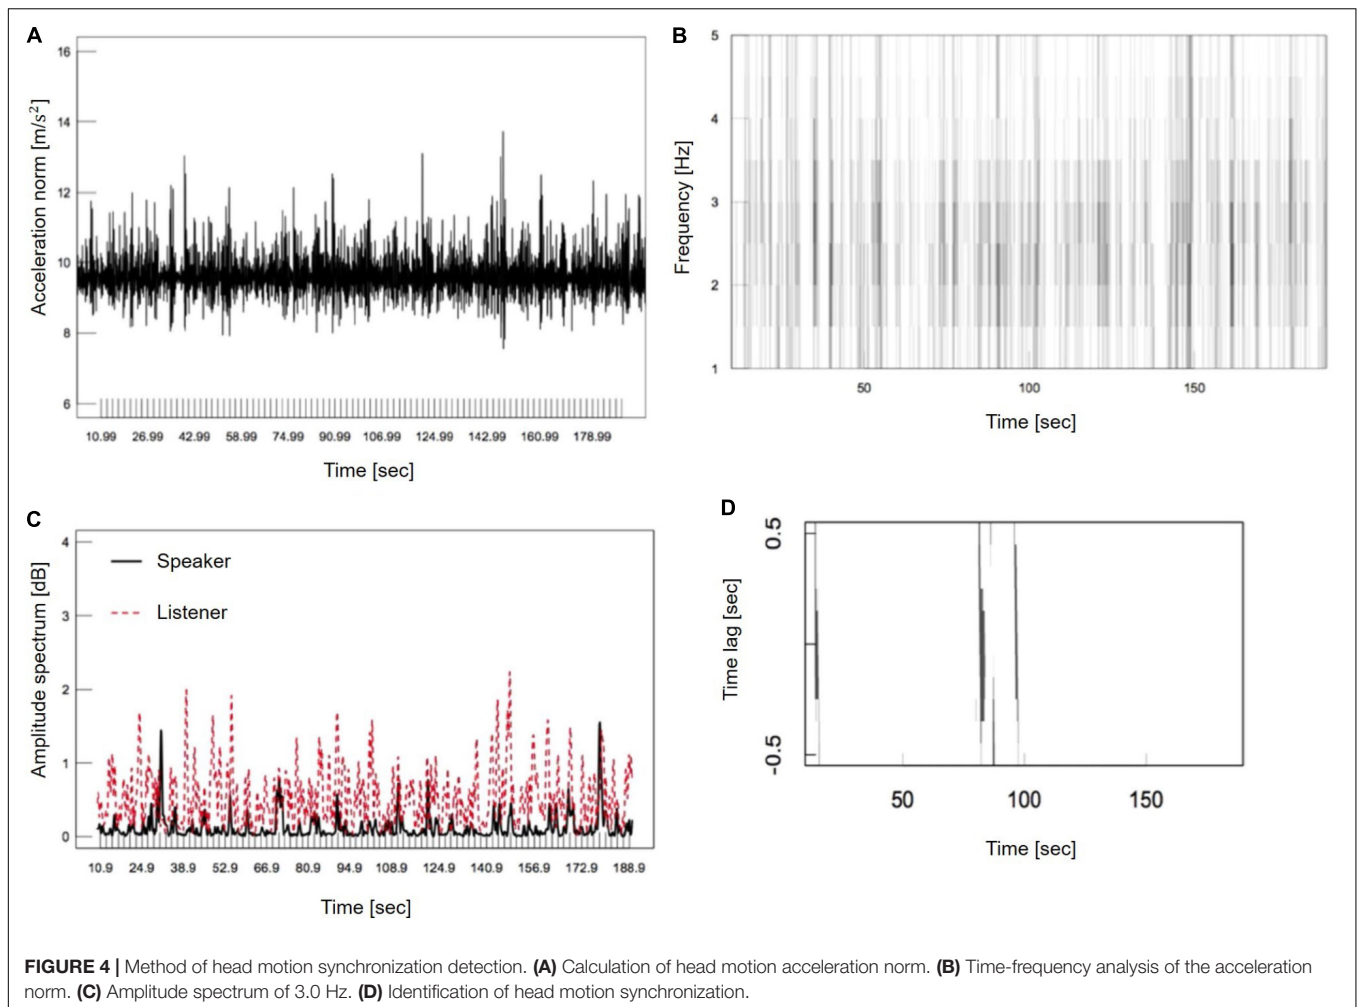 A
16
14
12
10
8
6
Acceleration norm [m/s²]
10.99 26.99 42.99 58.99 74.99 90.99 106.99 124.99 142.99 160.99 178.99
Time [sec]
B
5
4
3
2
1
Frequency [Hz]
50 100 150
Time [sec]
C
4
3
2
1
0
Amplitude spectrum [dB]
Speaker
Listener
10.9 24.9 38.9 52.9 66.9 80.9 94.9 108.9 124.9 140.9 156.9 172.9 188.9
Time [sec]
D
0.5
-0.5
Time lag [sec]
50 100 150
Time [sec]
FIGURE 4 | Method of head motion synchronization detection. (A) Calculation of head motion acceleration norm. (B) Time-frequency analysis of the acceleration
norm. (C) Amplitude spectrum of 3.0 Hz. (D) Identification of head motion synchronization.